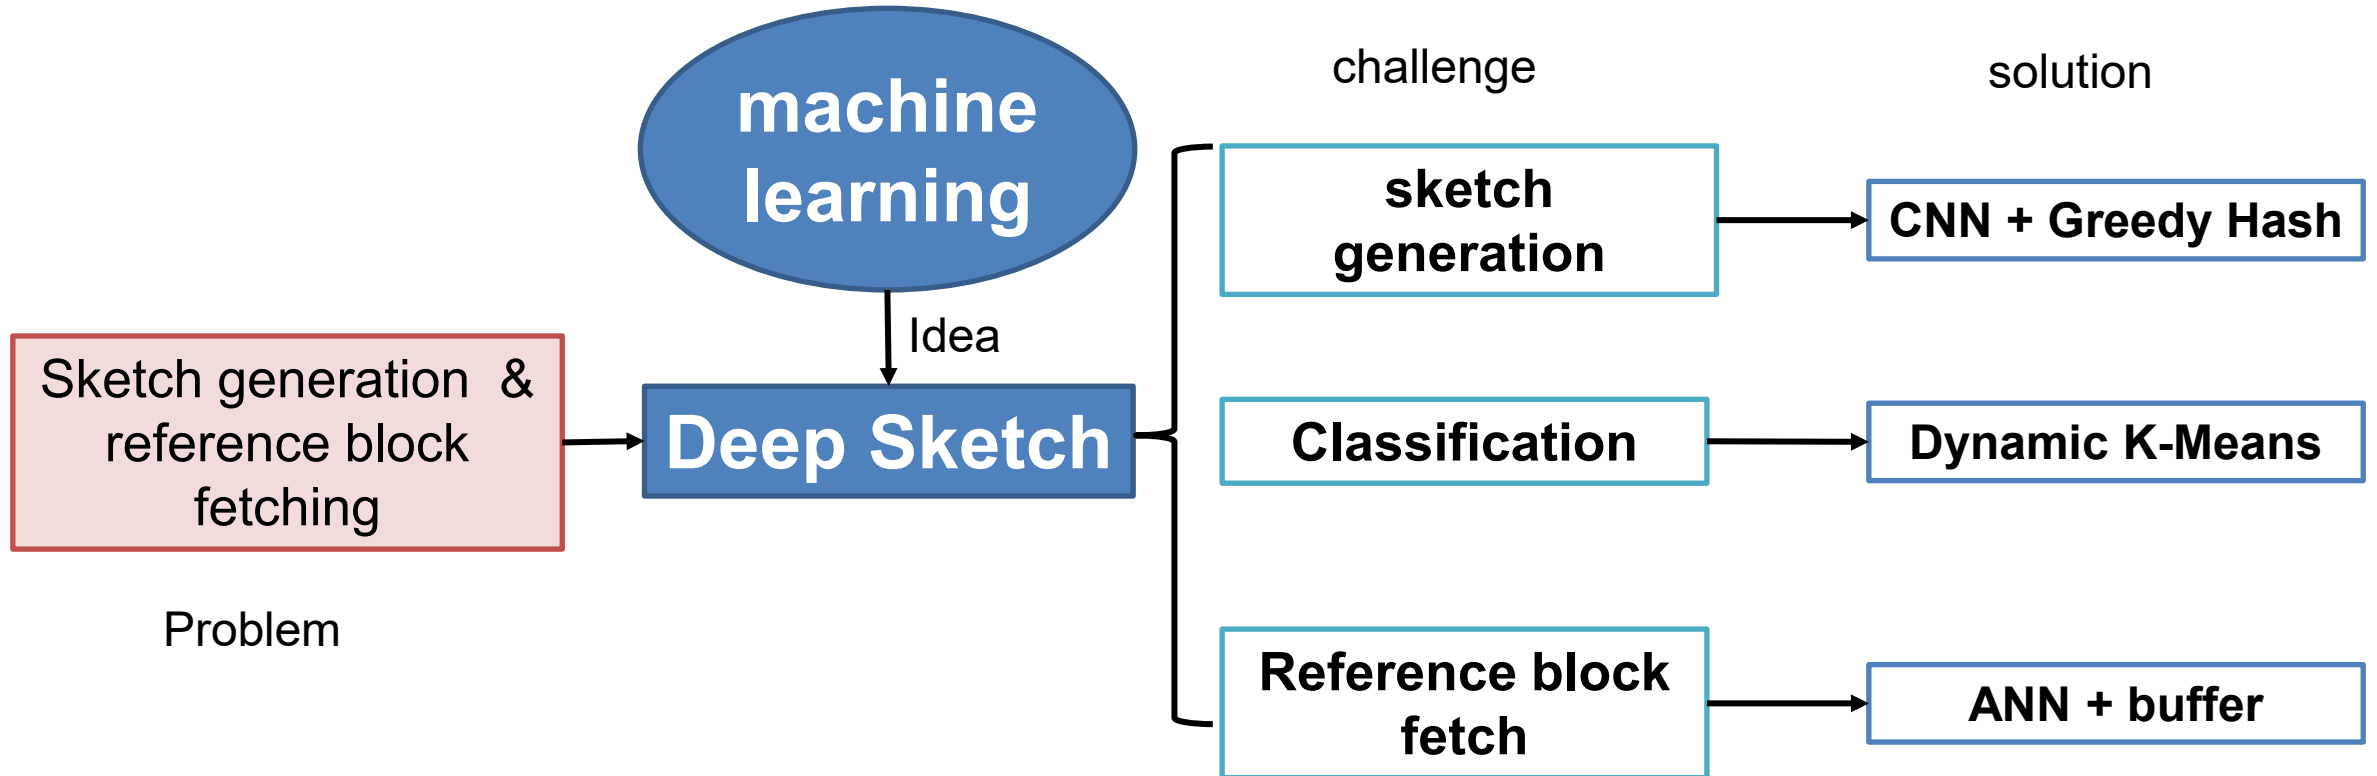 machine
learning
challenge
solution
sketch
generation
CNN + Greedy Hash
Idea
Sketch generation &
reference block
fetching
Deep Sketch
Classification
Dynamic K-Means
Problem
Reference block
fetch
ANN + buffer